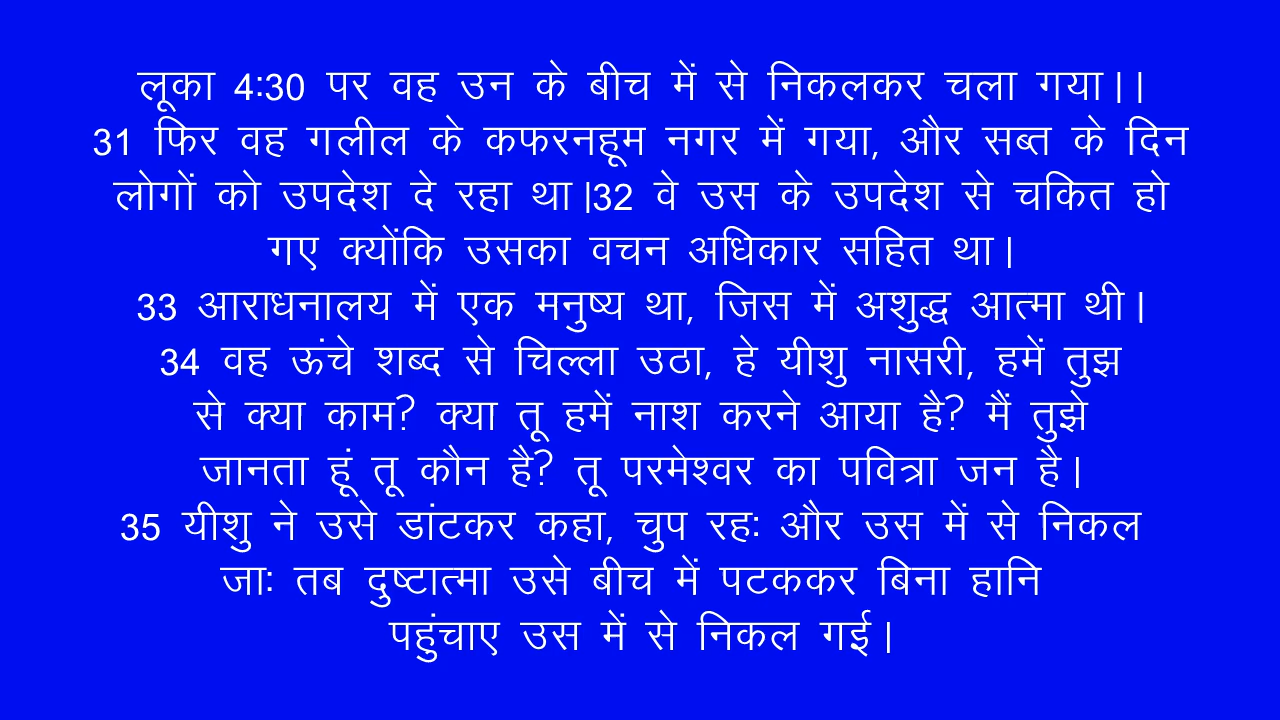 लूका 4:30 पर वह उन के बीच में से निकलकर चला गया||
31 फिर वह गलील के कफरनहूम नगर में गया, और सब्त के दिन
लोगों को उपदेश दे रहा था|32 वे उस के उपदेश से चकित हो
गए क्योंकि उसका वचन अधिकार सहित था|
33 आराधनालय में एक मनुष्य था, जिस में अशुद्ध आत्मा थी|
34 वह ऊंचे शब्द से चिल्ला उठा, हे यीशु नासरी, हमें तुझ
से क्या काम? क्या तू हमें नाश करने आया है? मैं तुझे
जानता हूं तू कौन है? तू परमेश्वर का पवित्रा जन है|
35 यीशु ने उसे डांटकर कहा, चुप रहः और उस में से निकल
जाः तब दुष्टात्मा उसे बीच में पटककर बिना हानि
पहुंचाए उस में से निकल गई|